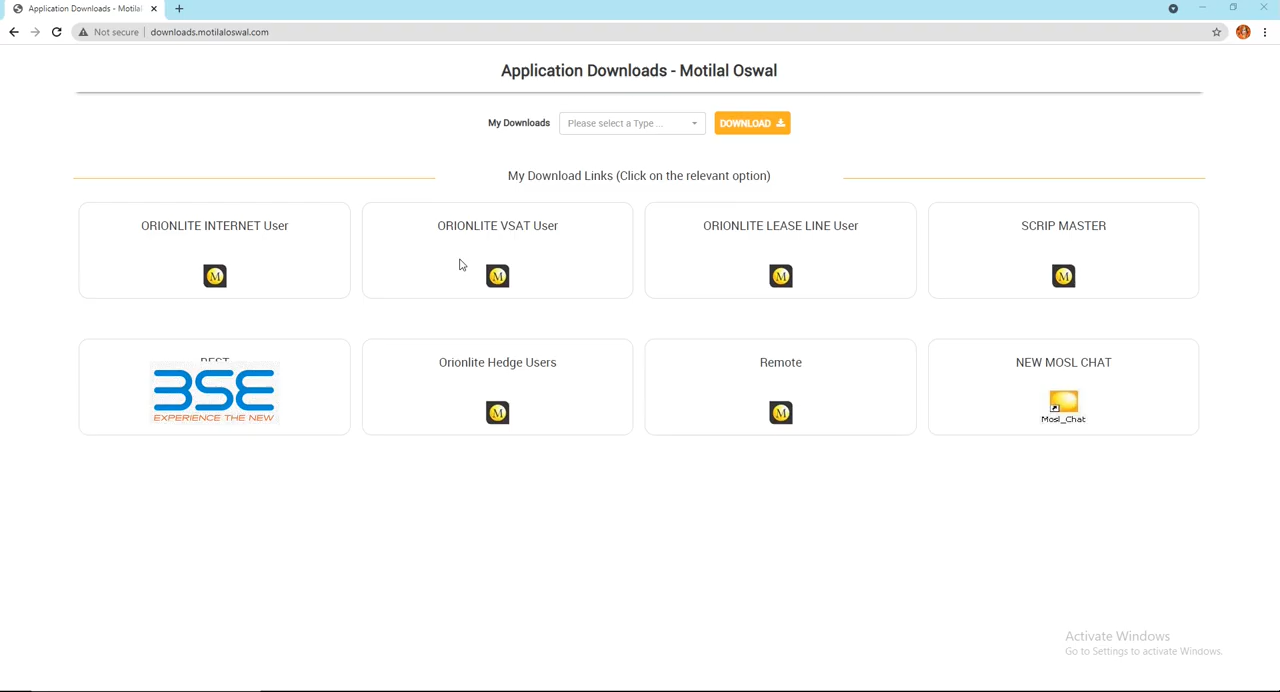 Application Downloads - Motilal
Not secure | downloads.motilaloswal.com
Application Downloads - Motilal Oswal
My Downloads Please select a Type ... DOWNLOAD
My Download Links (Click on the relevant option)
ORIONLITE INTERNET User
ORIONLITE VSAT User
ORIONLITE LEASE LINE User
SCRIP MASTER
M
M
M
M
BEST
BSE
EXPERIENCE THE NEW
Orionlite Hedge Users
M
Remote
M
NEW MOSL CHAT
Mosl_Chat
Activate Windows
Go to Settings to activate Windows.